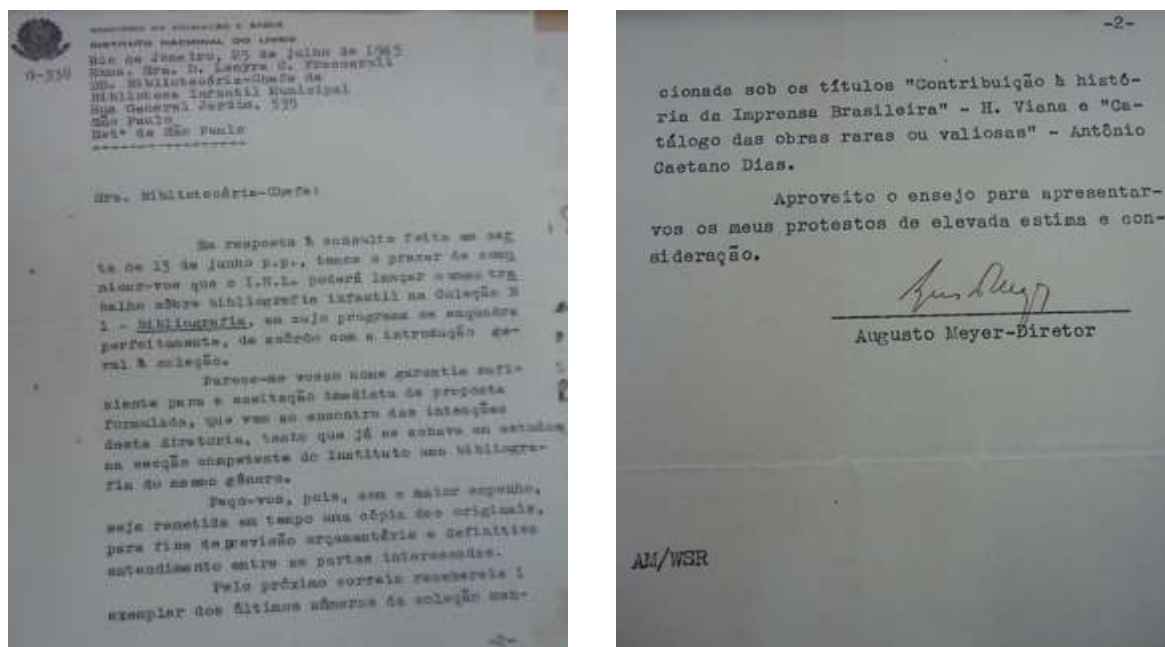 MINISTÉRIO DA EDUCAÇÃO E SAÚDE
INSTITUTO NACIONAL DO LIVRO
Rio de Janeiro, 25 de julho de 1945
G-338
Exma. Sra. D. Lenyra C. Fraccaroli
DD. Bibliotecária-Chefe da
Biblioteca Infantil Municipal
Rua General Jardim, 535
São Paulo
Estº de São Paulo
-----------------
Sra. Bibliotecária-Chefe:
Em resposta à consulta feita em car
ta de 13 de junho p.p., tenho o prazer de comu
nicar-vos que o I.N.L. poderá lançar o tra
balho sôbre bibliografia infantil na Coleção B
1 - Bibliografia, em cujo programa se enquadra
perfeitamente, de acôrdo com a introdução ge-
ral à coleção.
Parece-me vosso nome garantia sufi-
ciente para a aceitação imediata da proposta
formulada, que vem ao encontro das intenções
desta diretoria, tanto que já se achava em estudos
na secção competente do Instituto uma bibliogra-
fia do mesmo gênero.
Peço-vos, pois, com o maior empenho,
seja remetida em tempo uma cópia dos originais,
para fins de previsão orçamentária e definitivo
entendimento entre as partes interessadas.
Pelo próximo correio recebereis 1
exemplar dos últimos números da coleção men-
-2-
-2-
cionada sob os títulos "Contribuição à histó-
ria da Imprensa Brasileira" - H. Viana e "Ca-
tálogo das obras raras ou valiosas" - Antônio
Caetano Dias.
Aproveito o ensejo para apresentar-
vos os meus protestos de elevada estima e con-
sideração.
Augusto Meyer-Diretor
AM/WSR